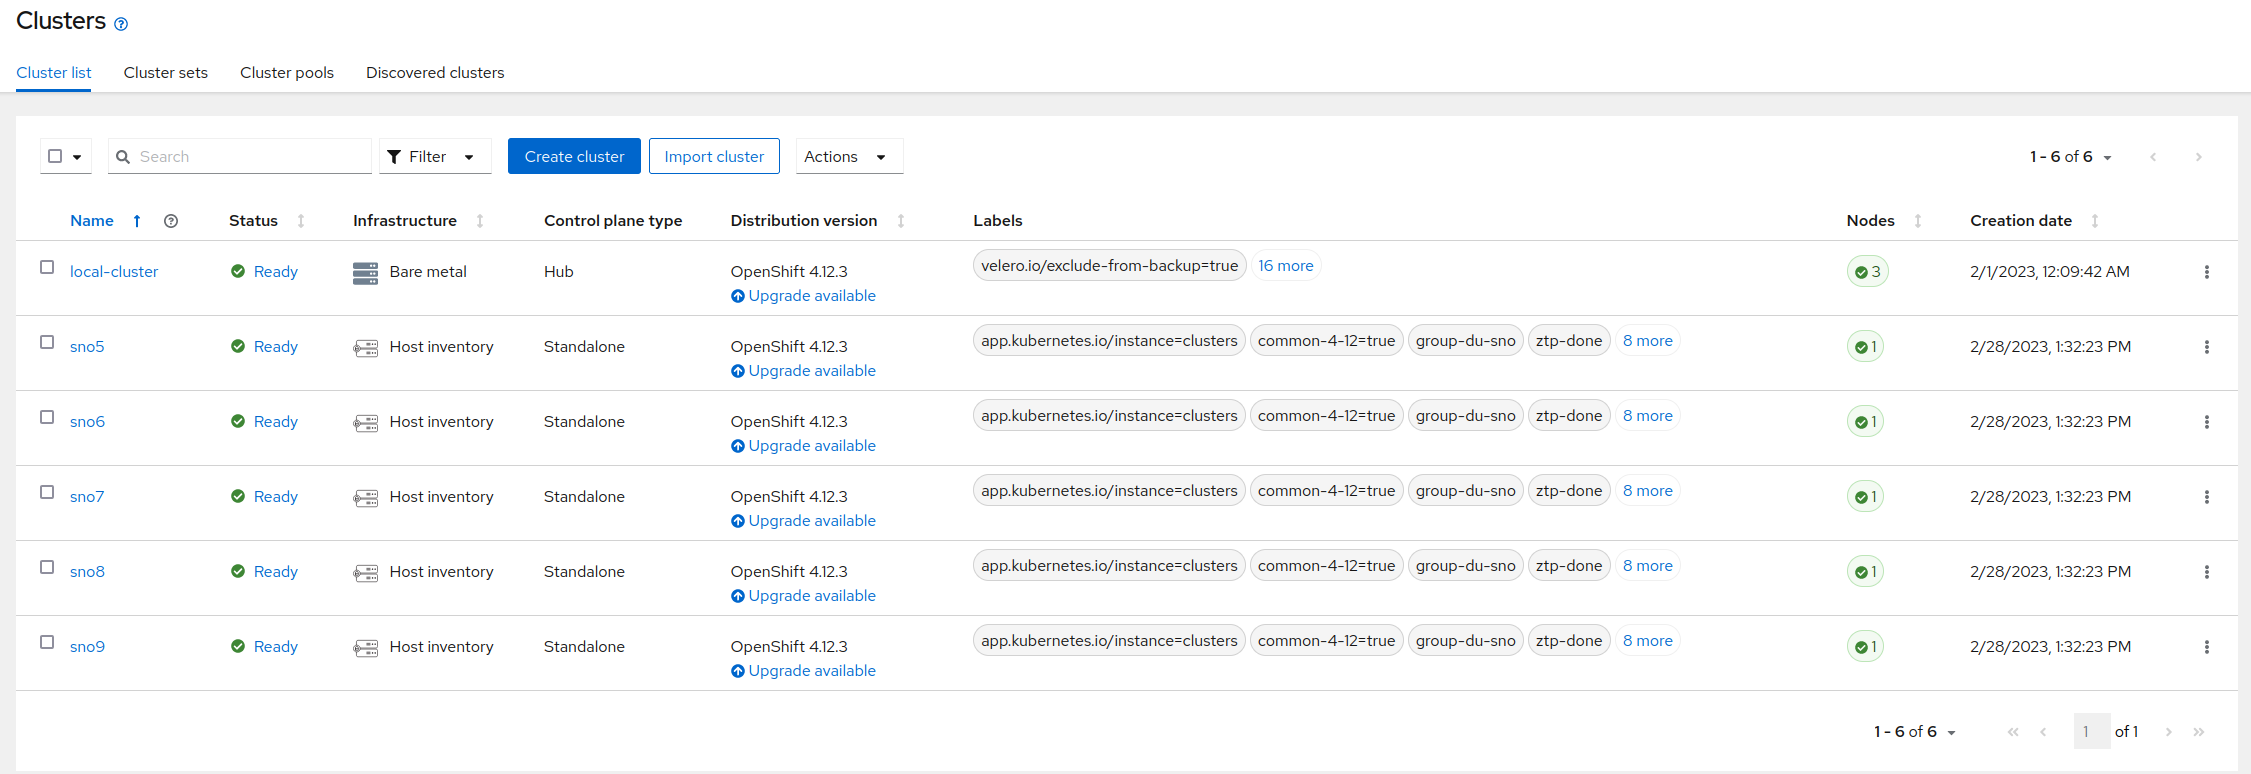 Clusters
Cluster list Cluster sets Cluster pools Discovered clusters
Search Filter Create cluster Import cluster Actions 1 - 6 of 6
Name Status Infrastructure Control plane type Distribution version Labels Nodes Creation date
local-cluster Ready Bare metal Hub OpenShift 4.12.3 velero.io/exclude-from-backup=true 16 more 3 2/1/2023, 12:09:42 AM
Upgrade available
sno5 Ready Host inventory Standalone OpenShift 4.12.3 app.kubernetes.io/instance=clusters common-4-12=true group-du-sno ztp-done 8 more 1 2/28/2023, 1:32:23 PM
Upgrade available
sno6 Ready Host inventory Standalone OpenShift 4.12.3 app.kubernetes.io/instance=clusters common-4-12=true group-du-sno ztp-done 8 more 1 2/28/2023, 1:32:23 PM
Upgrade available
sno7 Ready Host inventory Standalone OpenShift 4.12.3 app.kubernetes.io/instance=clusters common-4-12=true group-du-sno ztp-done 8 more 1 2/28/2023, 1:32:23 PM
Upgrade available
sno8 Ready Host inventory Standalone OpenShift 4.12.3 app.kubernetes.io/instance=clusters common-4-12=true group-du-sno ztp-done 8 more 1 2/28/2023, 1:32:23 PM
Upgrade available
sno9 Ready Host inventory Standalone OpenShift 4.12.3 app.kubernetes.io/instance=clusters common-4-12=true group-du-sno ztp-done 8 more 1 2/28/2023, 1:32:23 PM
Upgrade available
1 - 6 of 6 1 of 1